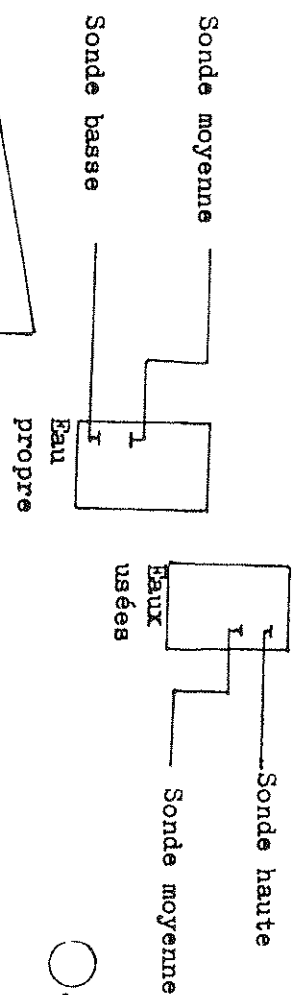 Sonde moyenne
Sonde basse
Eau
propre
Eaux
usées
Sonde haute
Sonde moyenne